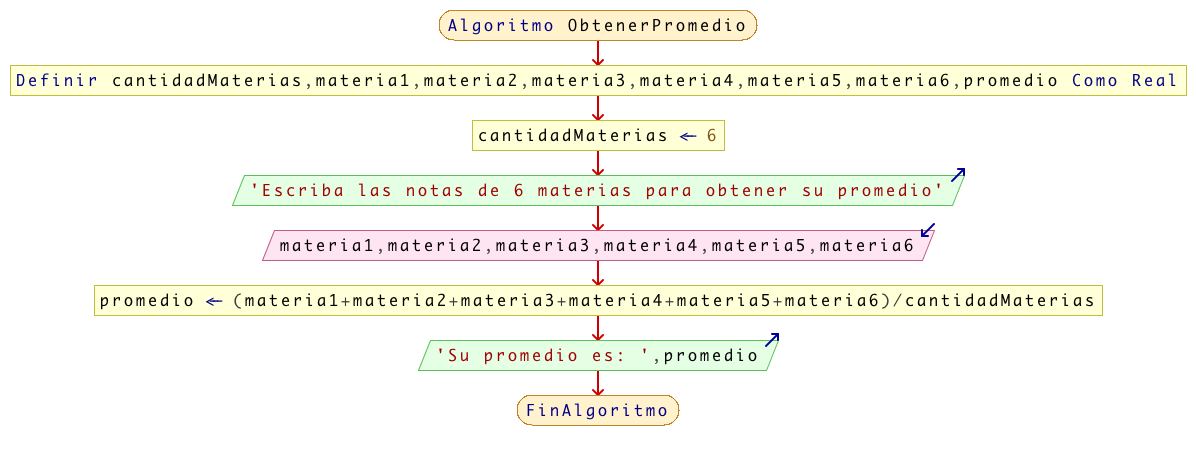 Algoritmo ObtenerPromedio
Definir cantidadMaterias,materia1,materia2,materia3,materia4,materia5,materia6,promedio Como Real
cantidadMaterias ← 6
'Escriba las notas de 6 materias para obtener su promedio'
materia1,materia2,materia3,materia4,materia5,materia6
promedio ← (materia1+materia2+materia3+materia4+materia5+materia6)/cantidadMaterias
'Su promedio es: ',promedio
FinAlgoritmo